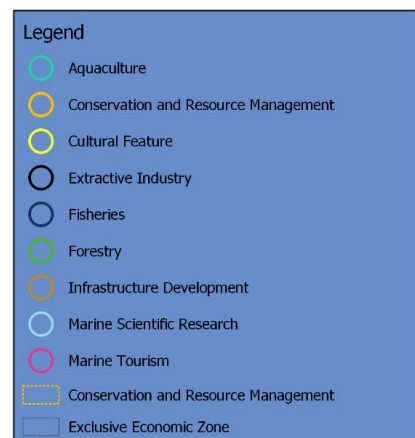 Legend
Aquaculture
Conservation and Resource Management
Cultural Feature
Extractive Industry
Fisheries
Forestry
Infrastructure Development
Marine Scientific Research
Marine Tourism
Conservation and Resource Management
Exclusive Economic Zone